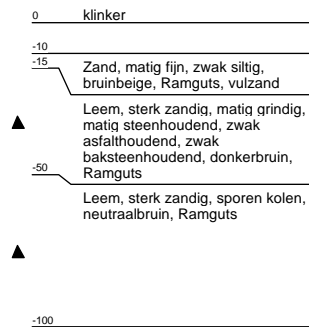 0 klinker
-10
-15
Zand, matig fijn, zwak siltig,
bruinbeige, Ramguts, vulzand
Leem, sterk zandig, matig grindig,
matig steenhoudend, zwak
asfalthoudend, zwak
baksteenhoudend, donkerbruin,
Ramguts
-50
Leem, sterk zandig, sporen kolen,
neutraalbruin, Ramguts
-100